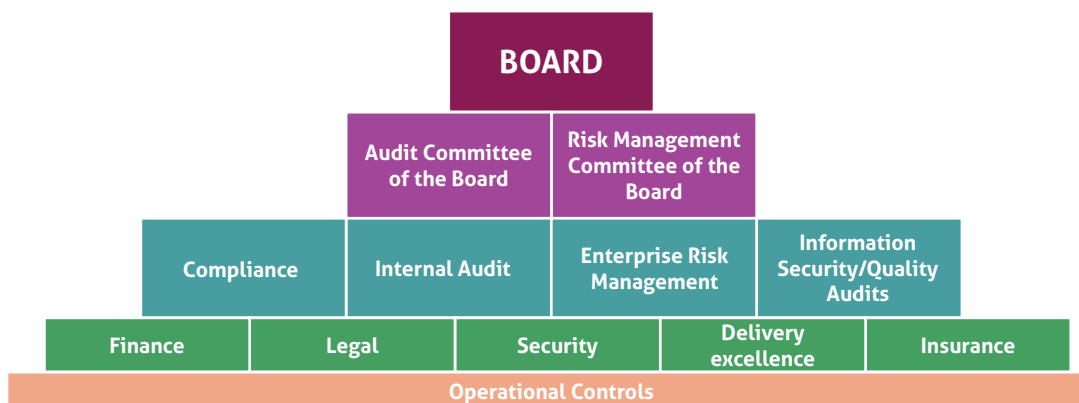 BOARD
Audit Committee
of the Board
Risk Management
Committee of the
Board
Compliance
Internal Audit
Enterprise Risk
Management
Information
Security/Quality
Audits
Finance
Legal
Security
Delivery
excellence
Insurance
Operational Controls